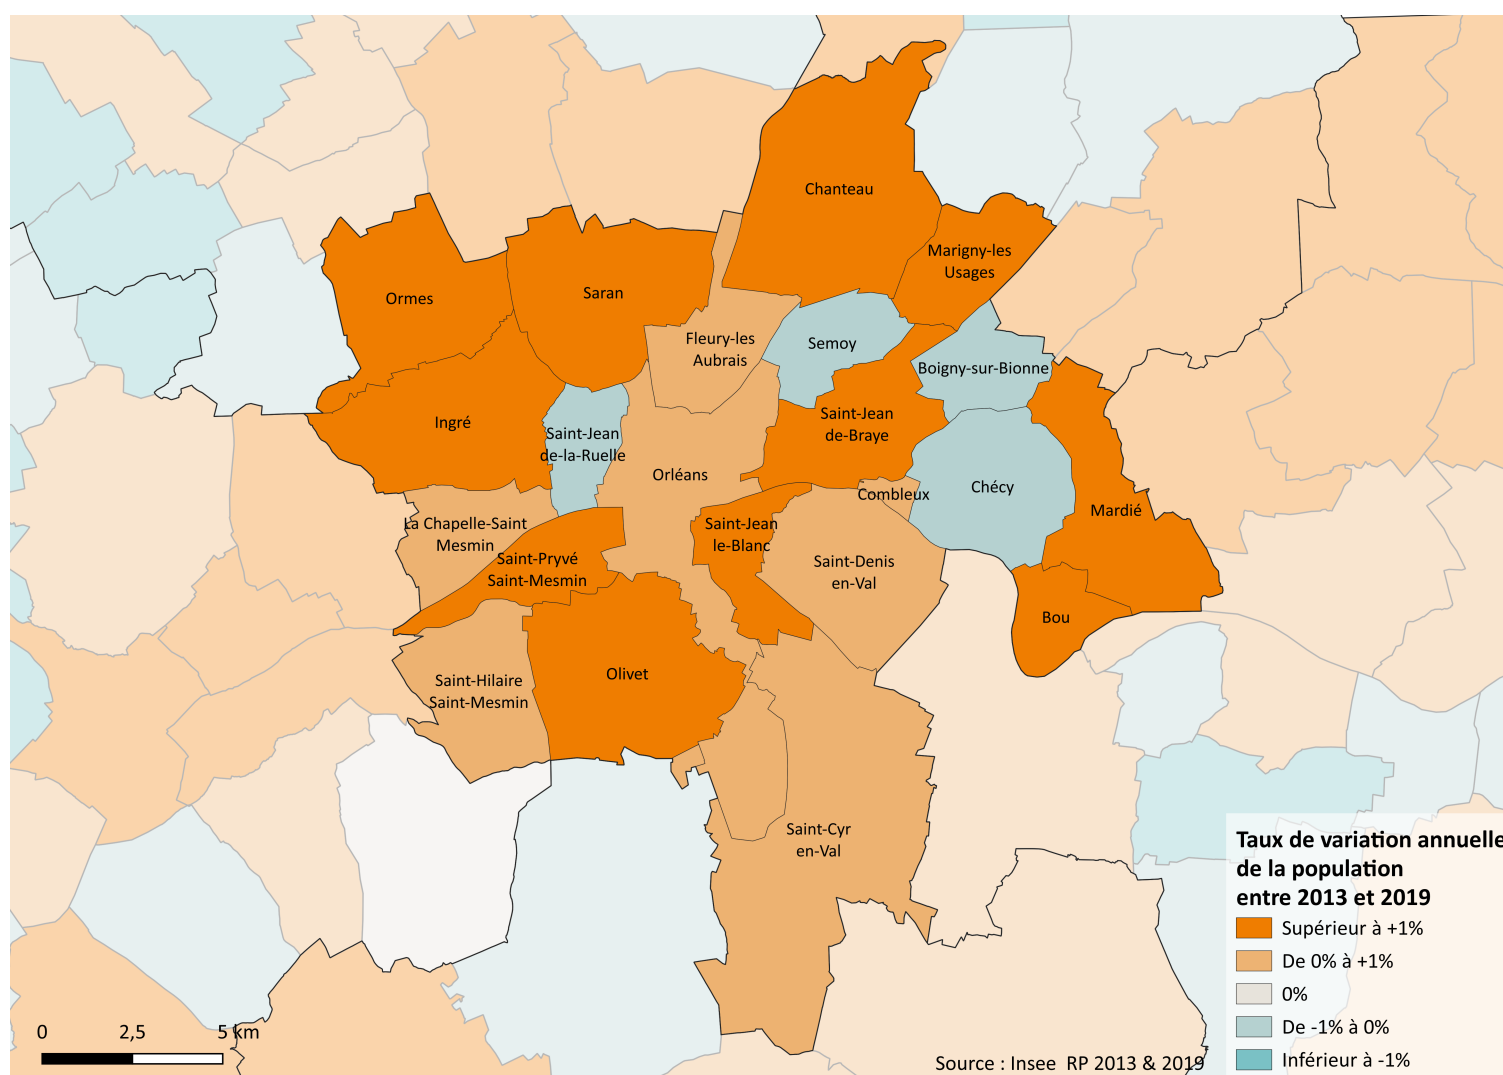 Chanteau
Marigny-les
Usages
Ormes
Saran
Fleury-les
Aubrais
Semoy
Boigny-sur-Bionne
Ingré
Saint-Jean
de-la-Ruelle
Saint-Jean
de-Braye
Orléans
Combleux
Chécy
Mardié
La Chapelle-Saint
Mesmin
Saint-Pryvé
Saint-Mesmin
Saint-Jean
le-Blanc
Saint-Denis
en-Val
Bou
Olivet
Saint-Hilaire
Saint-Mesmin
Saint-Cyr
en-Val
Taux de variation annuelle
de la population
entre 2013 et 2019
Supérieur à +1%
De 0% à +1%
0%
De -1% à 0%
Inférieur à -1%
0 2,5 5 km
Source : Insee RP 2013 & 2019